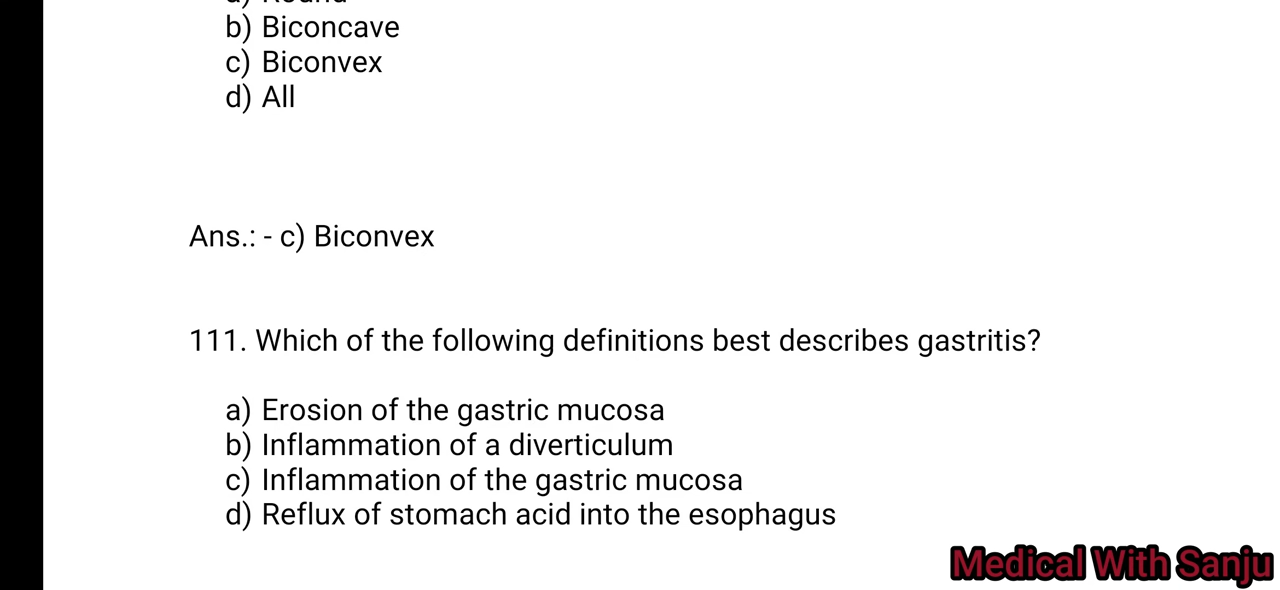 b) Biconcave
c) Biconvex
d) All
Ans.: - c) Biconvex
111. Which of the following definitions best describes gastritis?
a) Erosion of the gastric mucosa
b) Inflammation of a diverticulum
c) Inflammation of the gastric mucosa
d) Reflux of stomach acid into the esophagus
Medical With Sanju